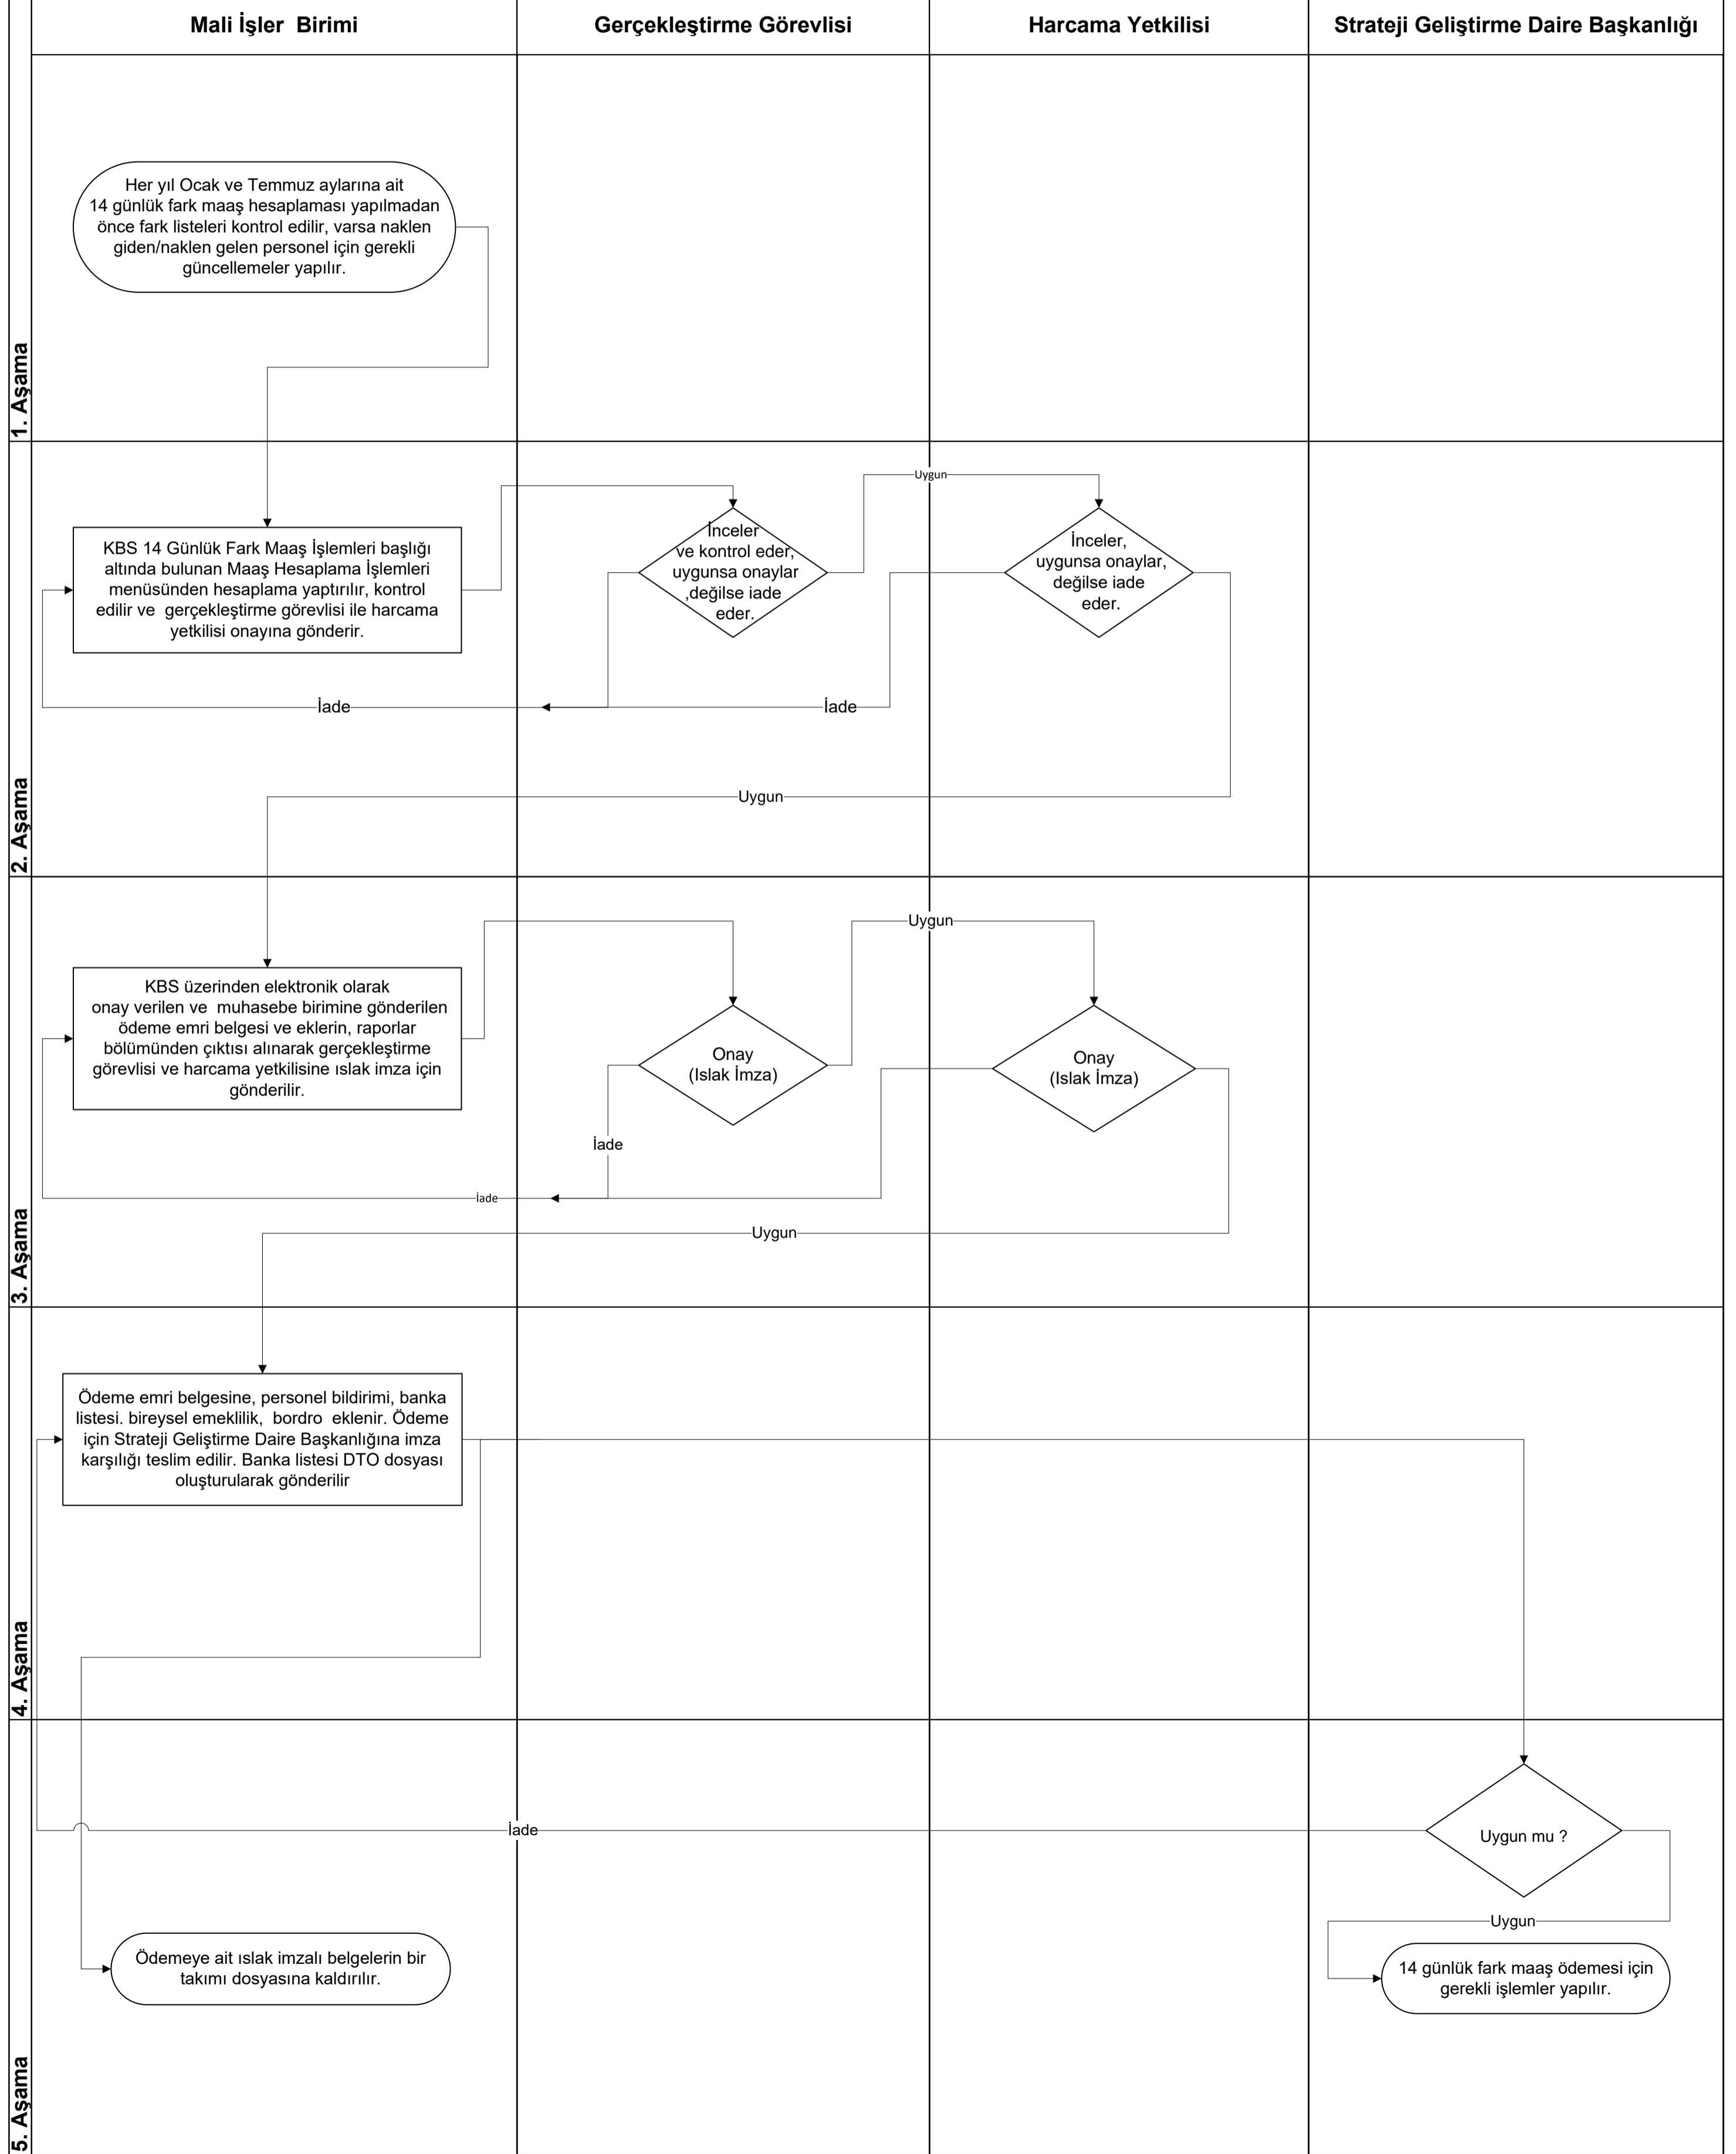 Mali İşler  Birimi
Gerçekleştirme Görevlisi
Harcama Yetkilisi
Strateji Geliştirme Daire Başkanlığı
1. Aşama
Her yıl Ocak ve Temmuz aylarına ait
14 günlük fark maaş hesaplaması yapılmadan
önce fark listeleri kontrol edilir, varsa naklen
giden/naklen gelen personel için gerekli
güncellemeler yapılır.
2. Aşama
KBS 14 Günlük Fark Maaş İşlemleri başlığı
altında bulunan Maaş Hesaplama İşlemleri
menüsünden hesaplama yaptırılır, kontrol
edilir ve  gerçekleştirme görevlisi ile harcama
yetkilisi onayına gönderir.
İnceler
ve kontrol eder,
uygunsa onaylar
,değilse iade
eder.
Uygun
İnceler,
uygunsa onaylar,
değilse iade
eder.
İade
İade
Uygun
3. Aşama
KBS üzerinden elektronik olarak
onay verilen ve  muhasebe birimine gönderilen
ödeme emri belgesi ve eklerin, raporlar
bölümünden çıktısı alınarak gerçekleştirme
görevlisi ve harcama yetkilisine ıslak imza için
gönderilir.
Onay
(Islak İmza)
Uygun
Onay
(Islak İmza)
İade
İade
Uygun
4. Aşama
Ödeme emri belgesine, personel bildirimi, banka
listesi. bireysel emeklilik,  bordro  eklenir. Ödeme
için Strateji Geliştirme Daire Başkanlığına imza
karşılığı teslim edilir. Banka listesi DTO dosyası
oluşturularak gönderilir
5. Aşama
İade
Uygun mu ?
Uygun
Ödemeye ait ıslak imzalı belgelerin bir
takımı dosyasına kaldırılır.
14 günlük fark maaş ödemesi için
gerekli işlemler yapılır.